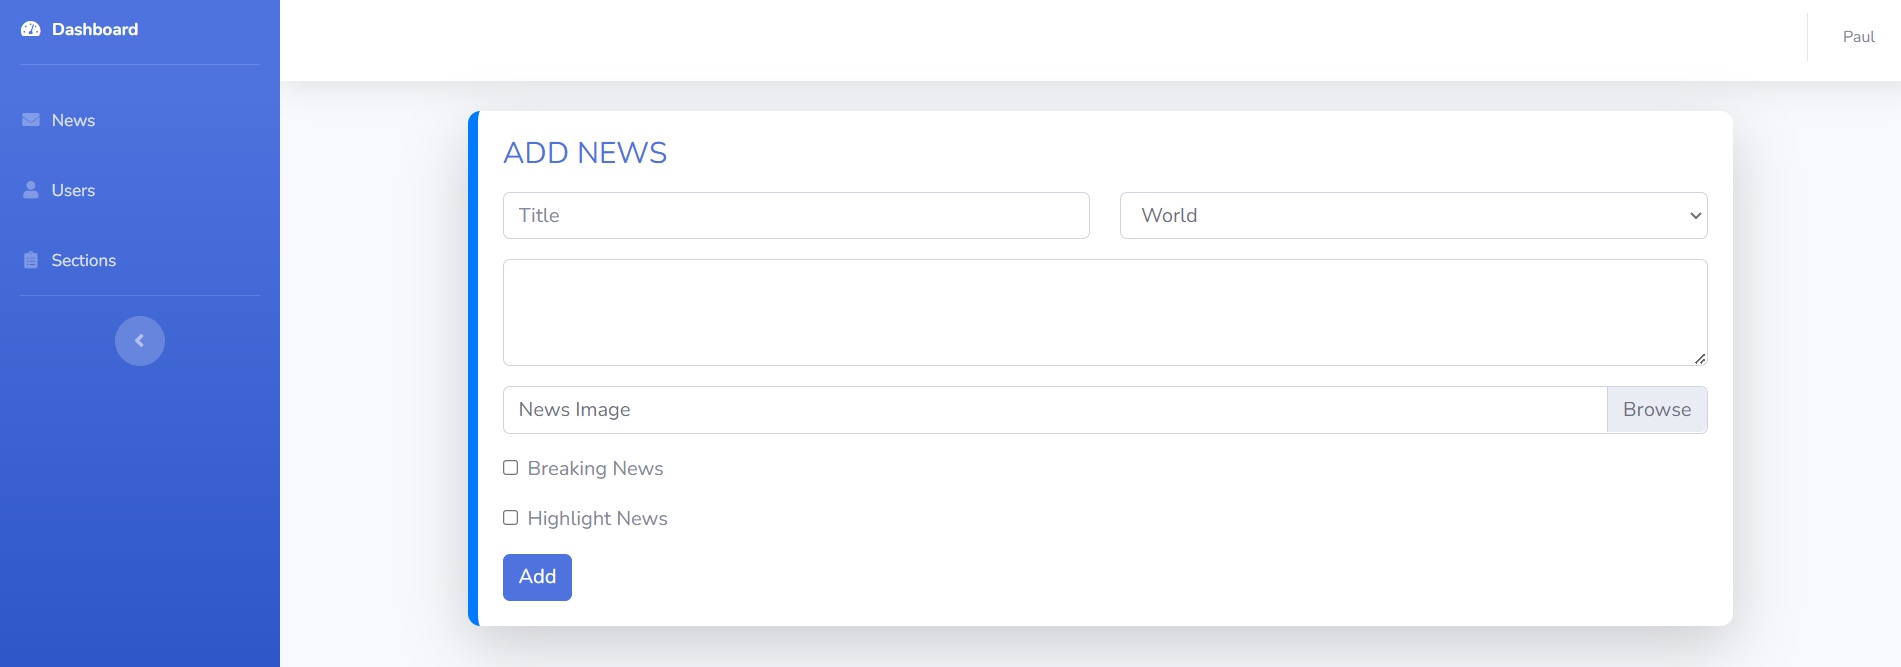 Dashboard
Paul
News
Users
Sections
ADD NEWS
Title
World
News Image
Browse
Breaking News
Highlight News
Add